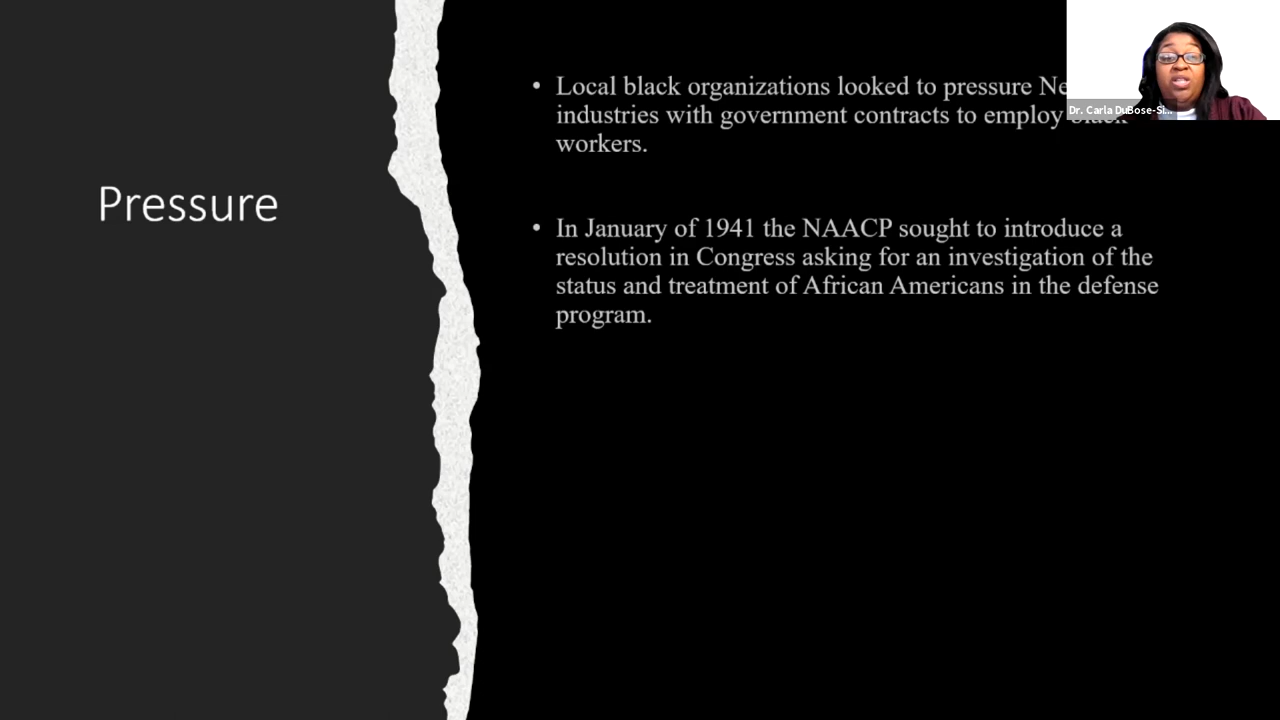 Pressure
• Local black organizations looked to pressure
industries with government contracts to employ black
workers.
• In January of 1941 the NAACP sought to introduce a
resolution in Congress asking for an investigation of the
status and treatment of African Americans in the defense
program.
Dr. Carla DuBose-Si...